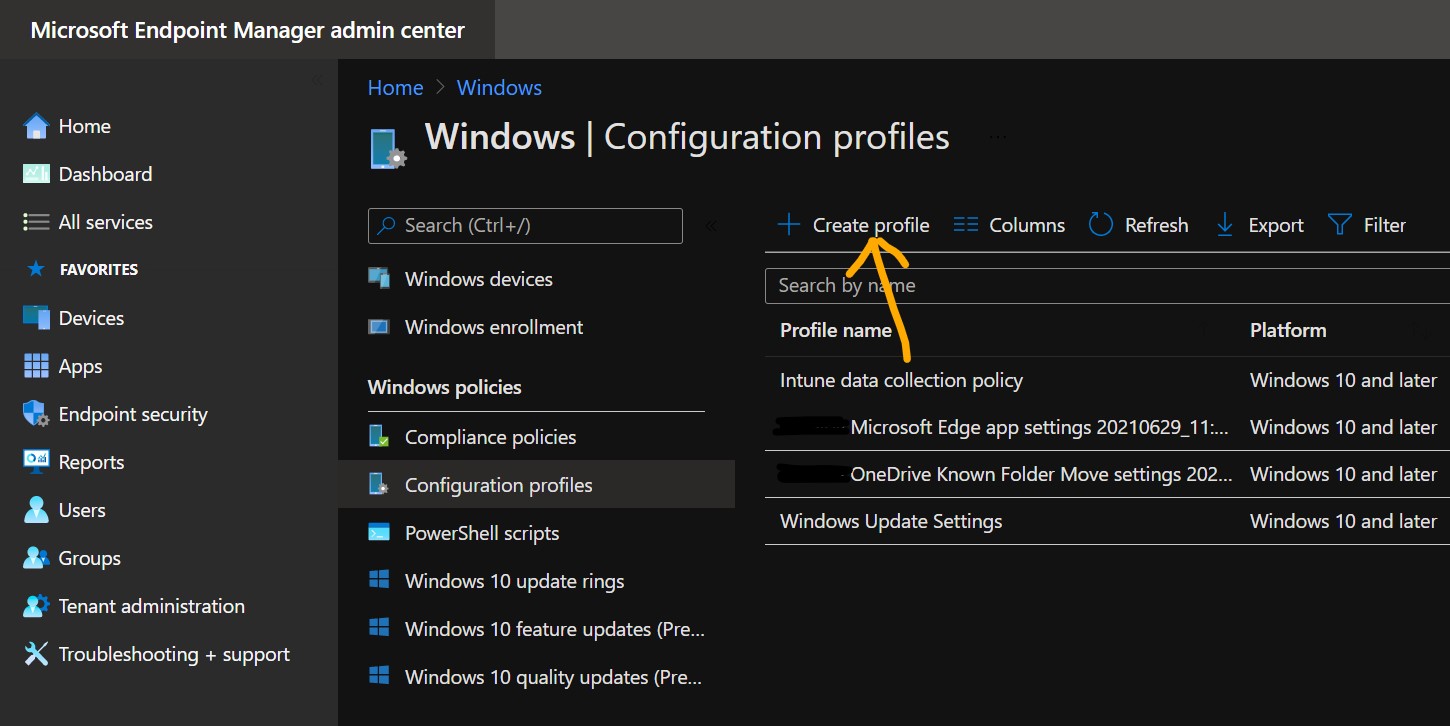 Microsoft Endpoint Manager admin center
Home
Dashboard
All services
FAVORITES
Devices
Apps
Endpoint security
Reports
Users
Groups
Tenant administration
Troubleshooting + support
Home > Windows
Windows | Configuration profiles ...
Search (Ctrl+/)
Windows devices
Windows enrollment
Windows policies
Compliance policies
Configuration profiles
PowerShell scripts
Windows 10 update rings
Windows 10 feature updates (Pre...
Windows 10 quality updates (Pre...
Create profile Columns Refresh Export Filter
Search by name
Profile name Platform
Intune data collection policy Windows 10 and later
Microsoft Edge app settings 20210629_11:... Windows 10 and later
OneDrive Known Folder Move settings 202... Windows 10 and later
Windows Update Settings Windows 10 and later